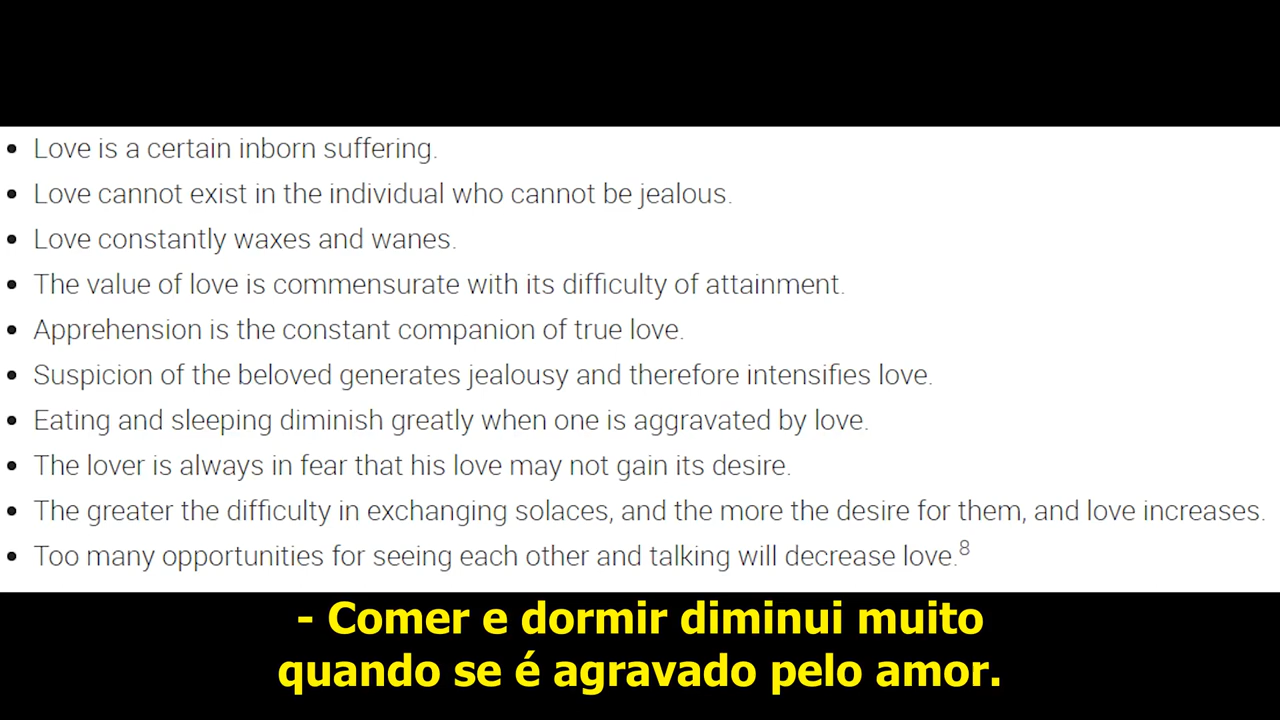 • Love is a certain inborn suffering.
• Love cannot exist in the individual who cannot be jealous.
• Love constantly waxes and wanes.
• The value of love is commensurate with its difficulty of attainment.
• Apprehension is the constant companion of true love.
• Suspicion of the beloved generates jealousy and therefore intensifies love.
• Eating and sleeping diminish greatly when one is aggravated by love.
• The lover is always in fear that his love may not gain its desire.
• The greater the difficulty in exchanging solaces, and the more the desire for them, and love increases.
• Too many opportunities for seeing each other and talking will decrease love.8
- Comer e dormir diminui muito
quando se é agravado pelo amor.